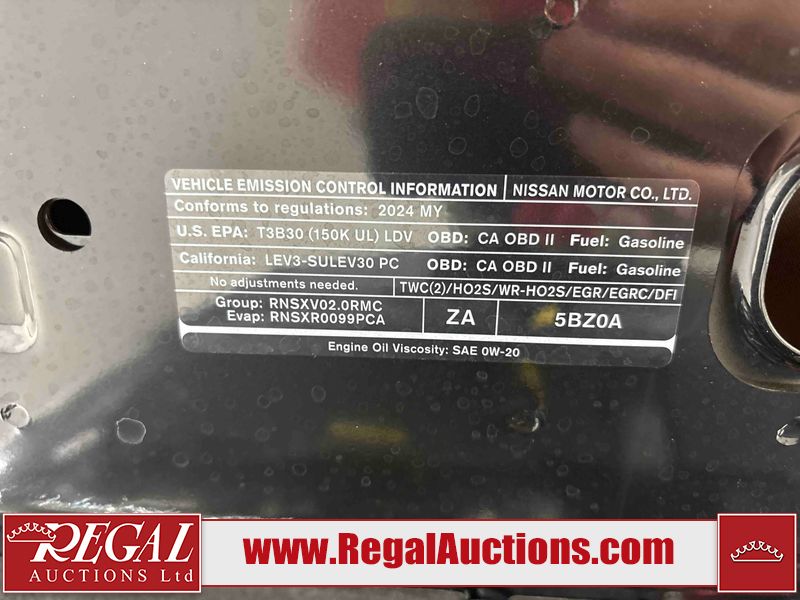 VEHICLE EMISSION CONTROL INFORMATION | NISSAN MOTOR CO., LTD.
Conforms to regulations: 2024 MY
U.S. EPA: T3B30 (150K UL) LDV OBD: CA OBD II Fuel: Gasoline
California: LEV3-SULEV30 PC OBD: CA OBD II Fuel: Gasoline
No adjustments needed. TWC(2)/HO2S/WR-HO2S/EGR/EGRC/DFI
Group: RNSXV02.0RMC
Evap: RNSXR0099PCA
ZA
5BZ0A
Engine Oil Viscosity: SAE 0W-20
REGAL
AUCTIONS Ltd
www.RegalAuctions.com